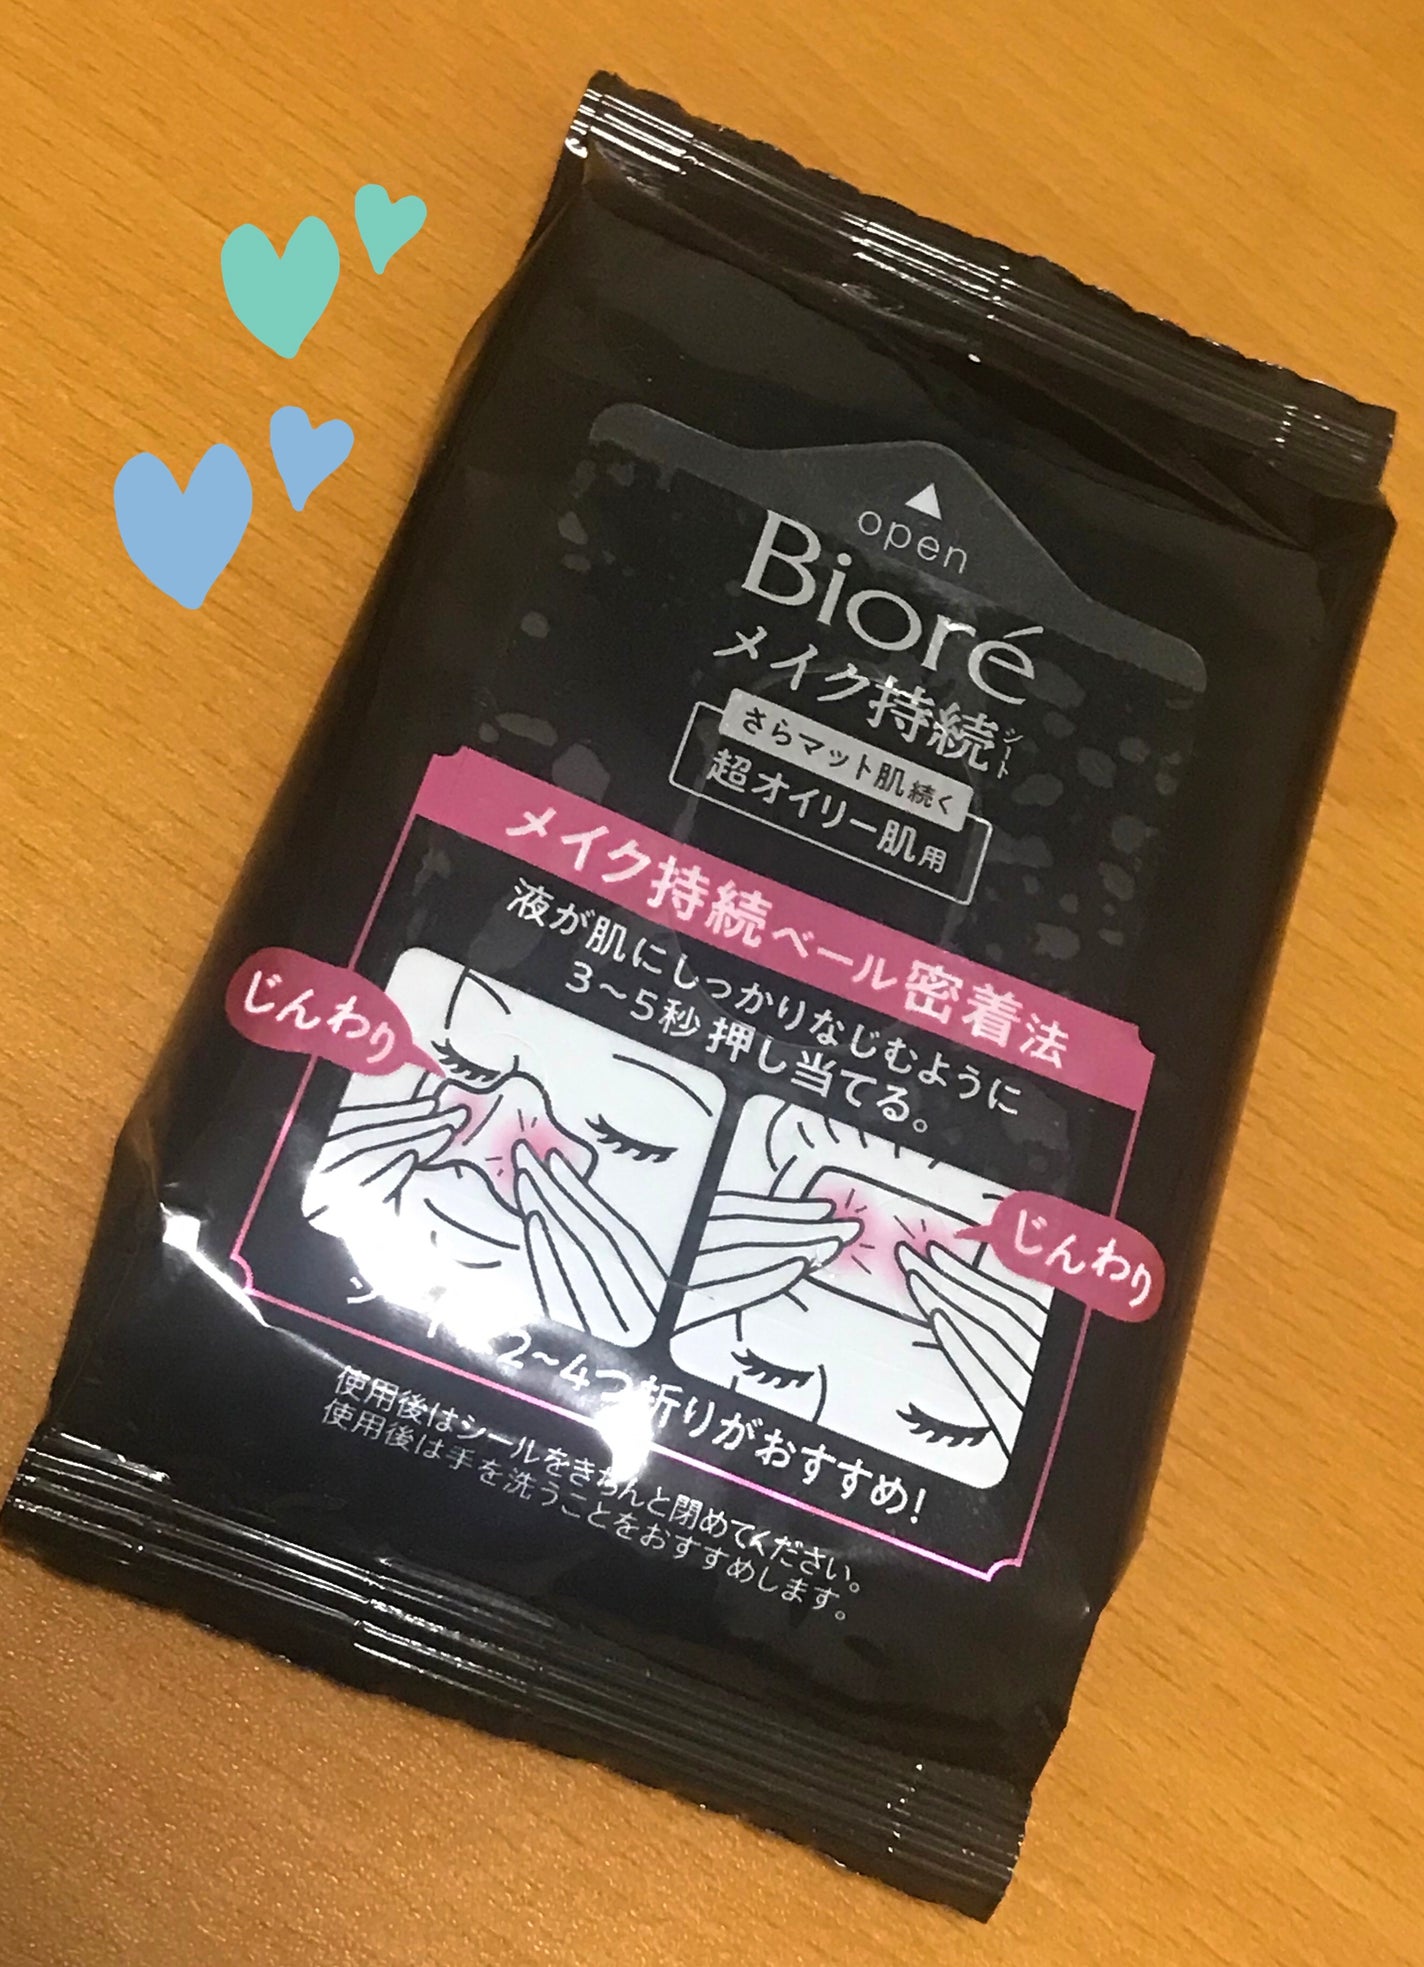 open
Bioré
メイク持続シート
さらマット肌続く
超オイリー肌用
メイク持続ベール密着法
液が肌にしっかりなじむように
3~5秒押し当てる。
じんわり
じんわり
2~4つ折りがおすすめ!
使用後はシールをきちんと閉めてください。
使用後は手を洗うことをおすすめします。